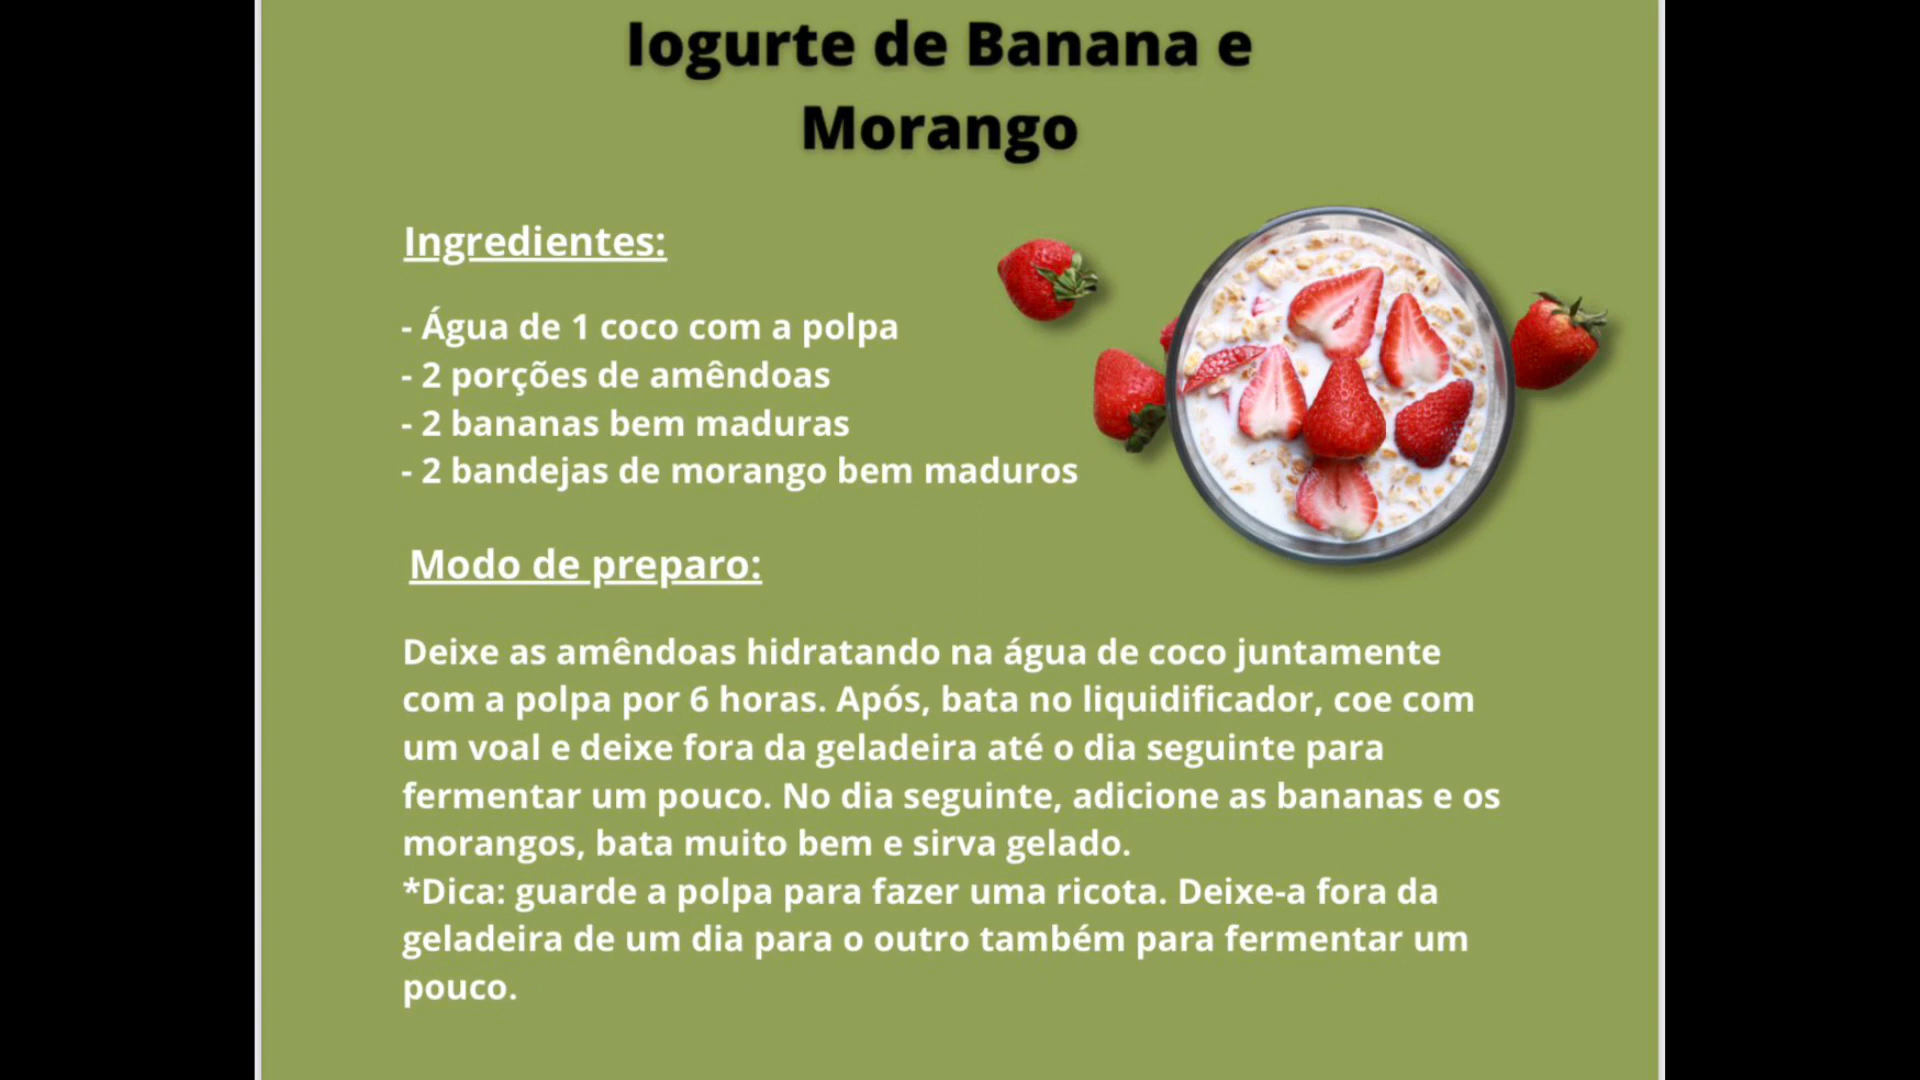 Iogurte de Banana e
Morango
Ingredientes:
- Água de 1 coco com a polpa
- 2 porções de amêndoas
- 2 bananas bem maduras
- 2 bandejas de morango bem maduros
Modo de preparo:
Deixe as amêndoas hidratando na água de coco juntamente
com a polpa por 6 horas. Após, bata no liquidificador, coe com
um voal e deixe fora da geladeira até o dia seguinte para
fermentar um pouco. No dia seguinte, adicione as bananas e os
morangos, bata muito bem e sirva gelado.
*Dica: guarde a polpa para fazer uma ricota. Deixe-a fora da
geladeira de um dia para o outro também para fermentar um
pouco.